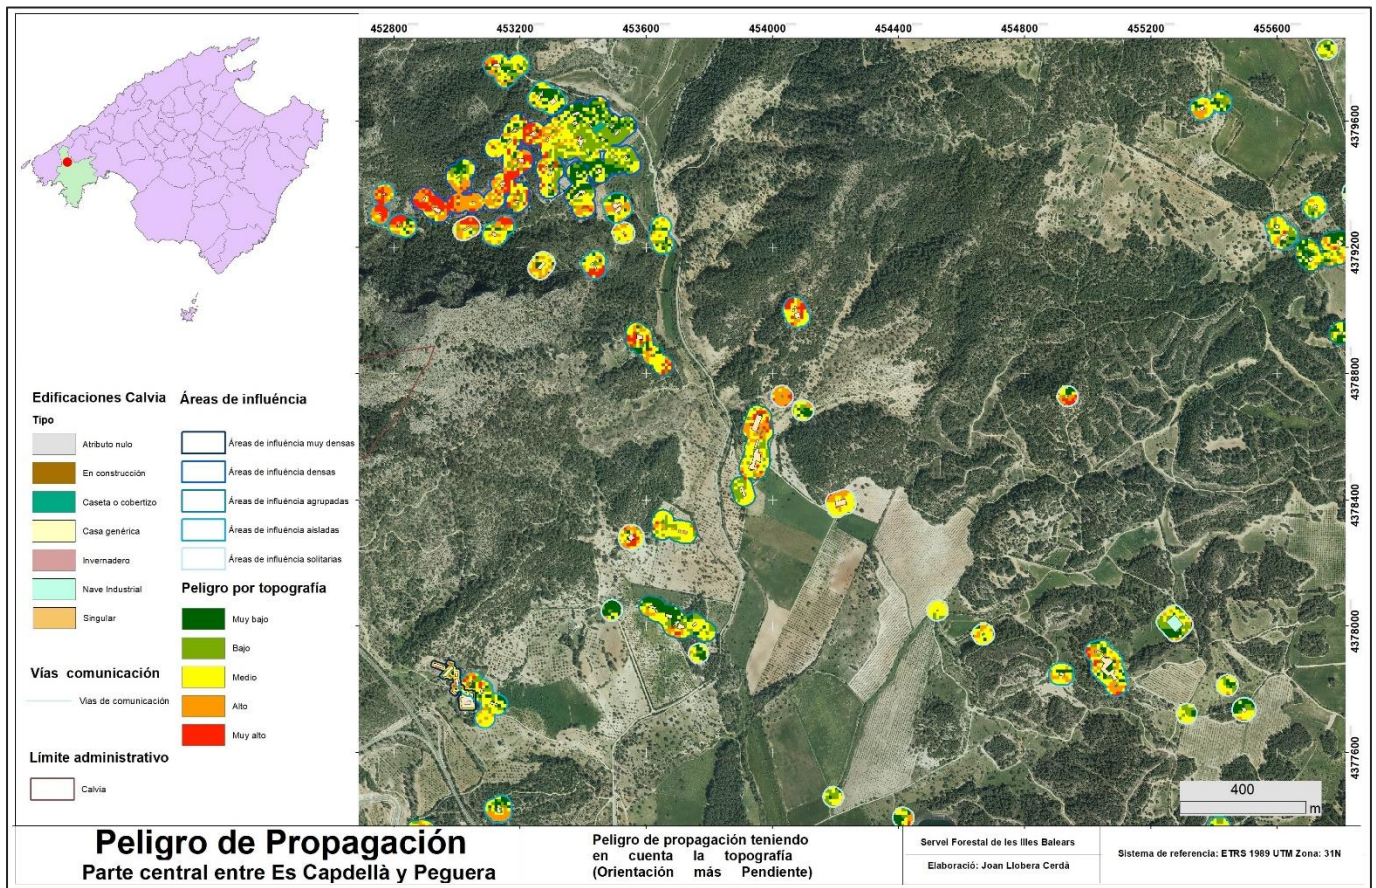 452800 453200 453600 454000 454400 454800 455200 455600
4379600
4379200
4378800
4378400
4378000
4377600
Edificaciones Calvia
Tipo
Atributo nulo
En construcción
Caseta o cobertizo
Casa genérica
Invernadero
Nave Industrial
Singular
Vías comunicación
Vias de comunicación
Límite administrativo
Calvia
Áreas de influéncia
Áreas de influéncia muy densas
Áreas de influéncia densas
Áreas de influéncia agrupadas
Áreas de influéncia aisladas
Áreas de influéncia solitarias
Peligro por topografía
Muy bajo
Bajo
Medio
Alto
Muy alto
400
m
Peligro de Propagación
Parte central entre Es Capdellà y Peguera
Peligro de propagación teniendo
en cuenta la topografía
(Orientación más Pendiente)
Servel Forestal de les Illes Balears
Elaboració: Joan Llobera Cerdà
Sistema de referencia: ETRS 1989 UTM Zona: 31N